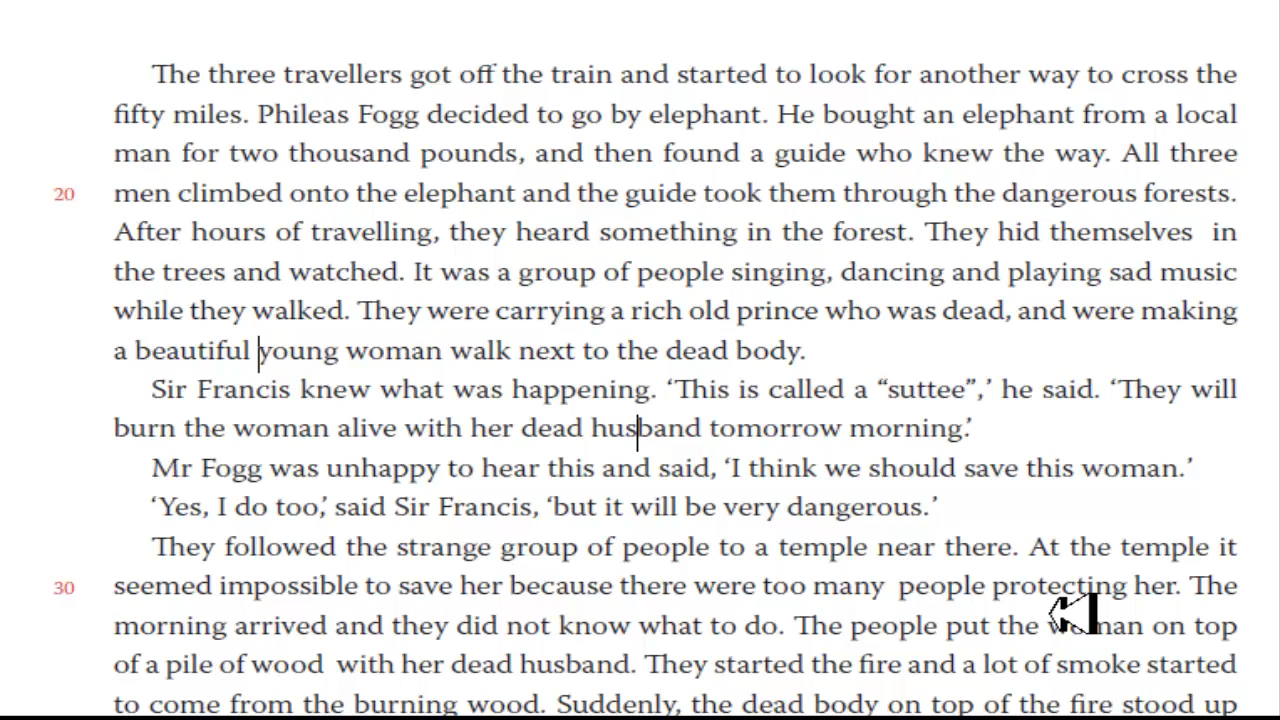 The three travellers got off the train and started to look for another way to cross the
fifty miles. Phileas Fogg decided to go by elephant. He bought an elephant from a local
man for two thousand pounds, and then found a guide who knew the way. All three
20 men climbed onto the elephant and the guide took them through the dangerous forests.
After hours of travelling, they heard something in the forest. They hid themselves in
the trees and watched. It was a group of people singing, dancing and playing sad music
while they walked. They were carrying a rich old prince who was dead, and were making
a beautiful young woman walk next to the dead body.
Sir Francis knew what was happening. ‘This is called a “suttee”,’ he said. ‘They will
burn the woman alive with her dead husband tomorrow morning.’
Mr Fogg was unhappy to hear this and said, ‘I think we should save this woman.’
‘Yes, I do too,’ said Sir Francis, ‘but it will be very dangerous.’
They followed the strange group of people to a temple near there. At the temple it
30 seemed impossible to save her because there were too many people protecting her. The
morning arrived and they did not know what to do. The people put the woman on top
of a pile of wood with her dead husband. They started the fire and a lot of smoke started
to come from the burning wood. Suddenly, the dead body on top of the fire stood up